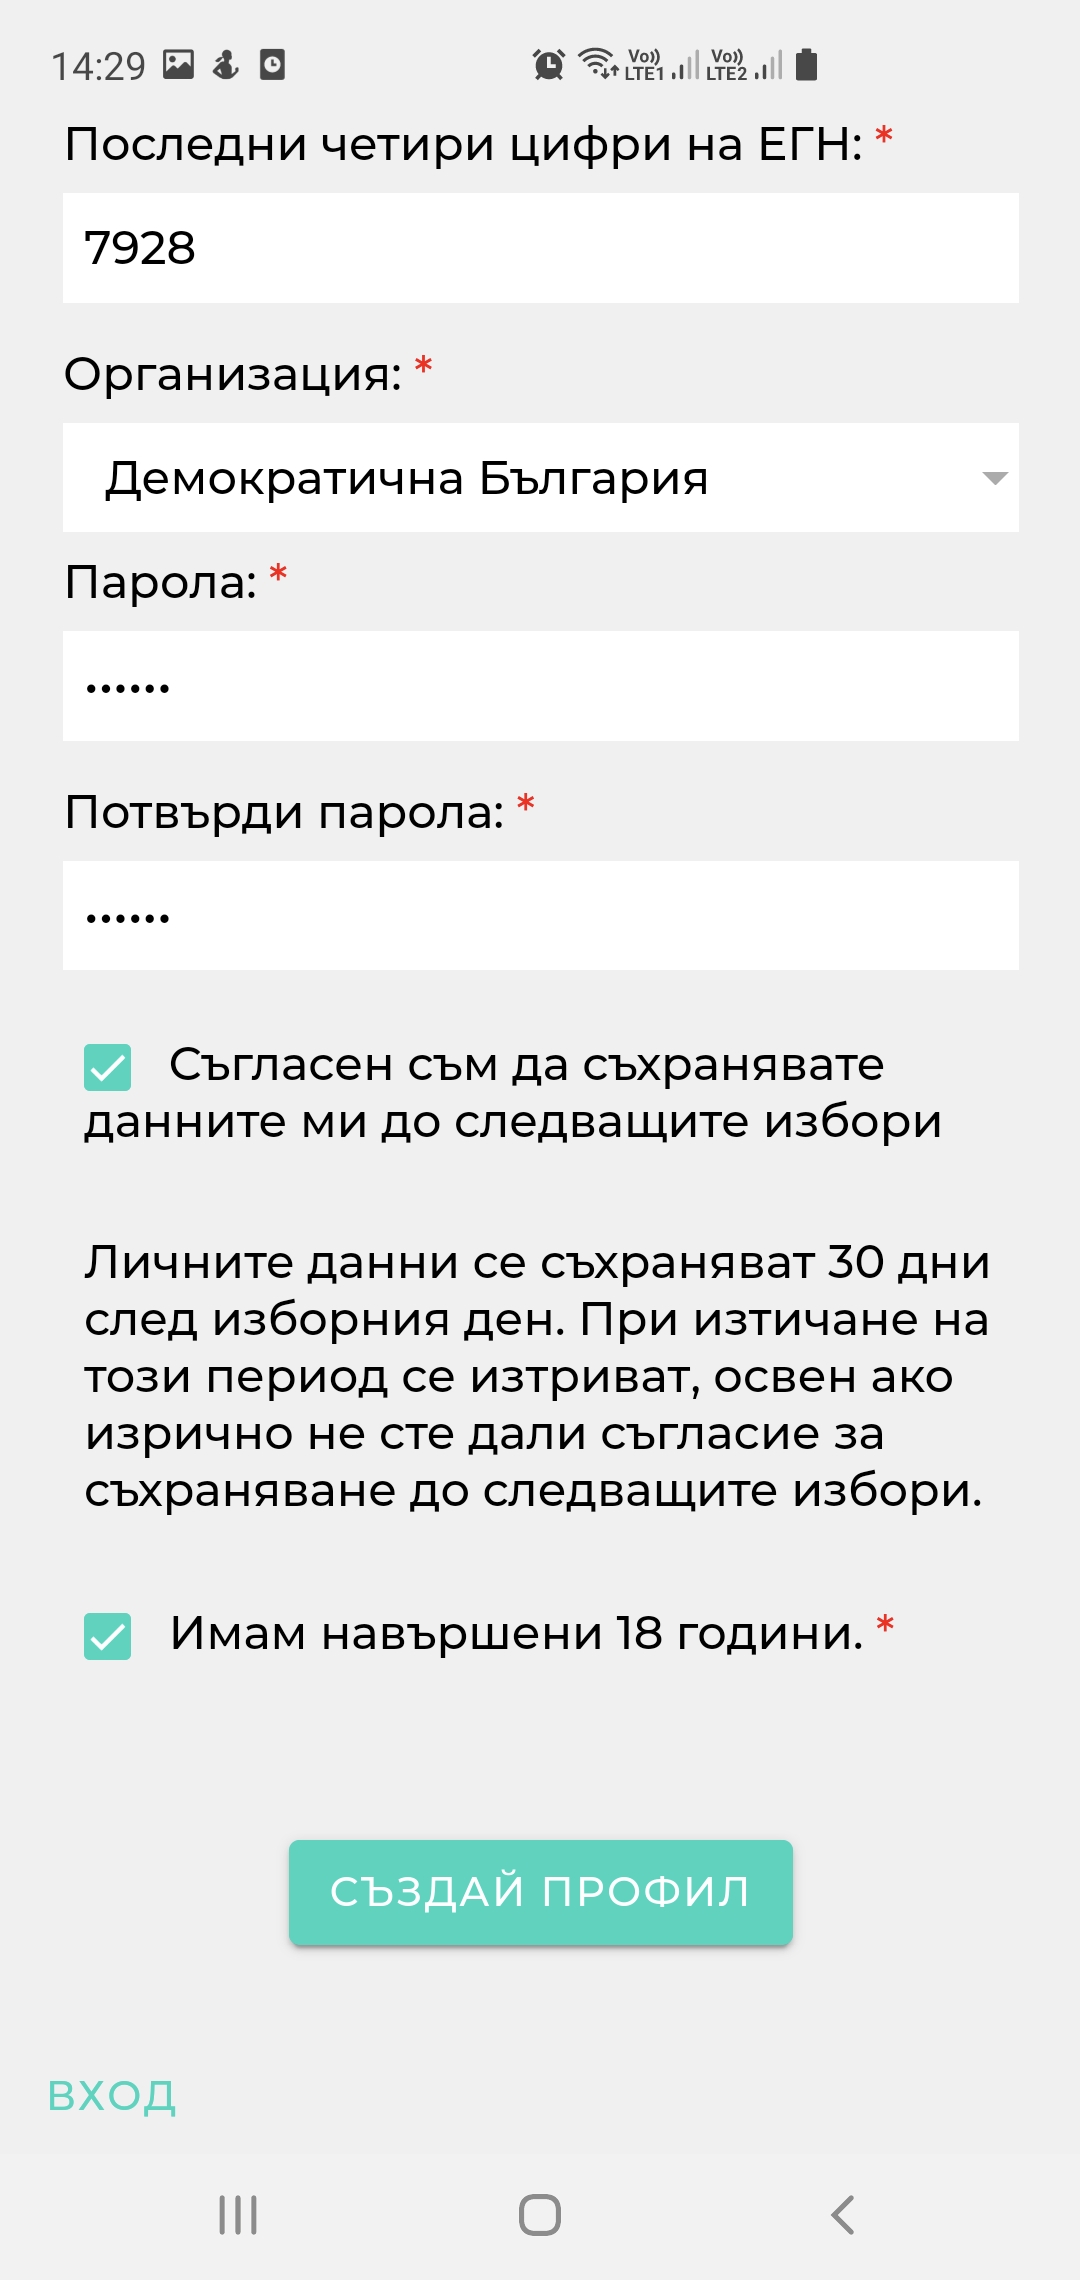 14:29
Vo)) LTE1 Vo)) LTE2
Последни четири цифри на ЕГН: *
7928
Организация: *
Демократична България
Парола: *
••••••
Потвърди парола: *
••••••
Съгласен съм да съхранявате
данните ми до следващите избори
Личните данни се съхраняват 30 дни
след изборния ден. При изтичане на
този период се изтриват, освен ако
изрично не сте дали съгласие за
съхраняване до следващите избори.
Имам навършени 18 години. *
СЪЗДАЙ ПРОФИЛ
ВХОД